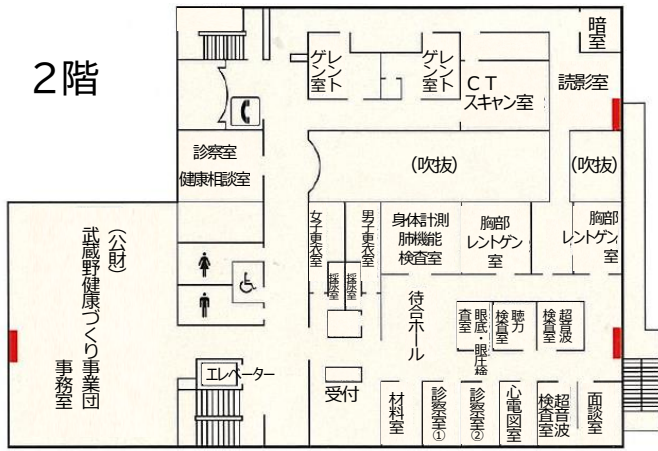 2階
暗室
レント
ゲン
室
レント
ゲン
室
CT
スキャン室
読影室
診察室
健康相談室
(吹抜)
(吹抜)
女子更衣室
男子更衣室
採尿室
採尿室
身体計測
肺機能
検査室
胸部
レントゲン
室
胸部
レントゲン
室
(公財)
武蔵野健康づくり事業団
事務室
待合ホール
眼底・眼圧検
査室
聴力
検査室
超音波
検査室
エレベーター
受付
材料室
診察室①
診察室②
心電図室
超音波
検査室
面談室